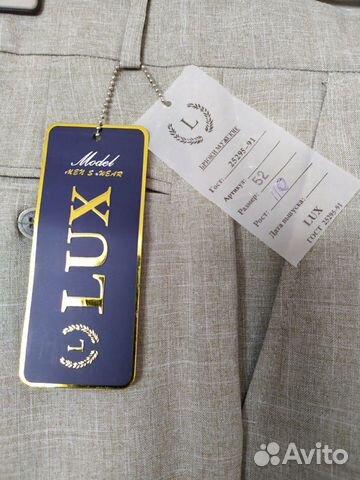 Model
MEN S WEAR
LUX
L
L
БРЮКИ МУЖСКИЕ
Гост: 25295-91
Артикул:
Размер: 52
Рост:
Дата выпуска:
LUX
ГОСТ 25295-91
Avito